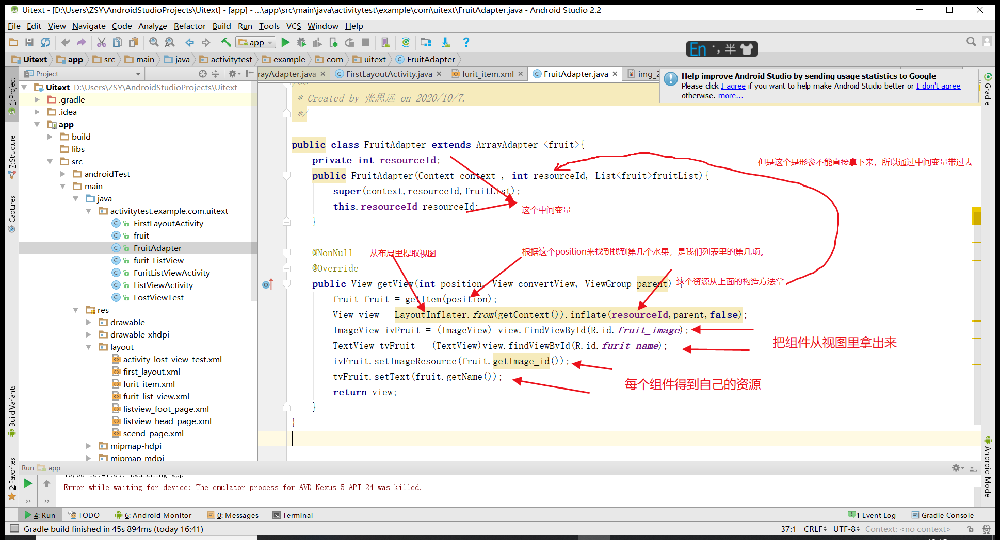 Uitext - [D:\Users\ZSY\AndroidStudioProjects\Uitext] - [app] - ...\app\src\main\java\activitytest\example\com\uitext\FruitAdapter.java - Android Studio 2.2
File Edit View Navigate Code Analyze Refactor Build Run Tools VCS Window Help
app
En ·, 半
Uitext app src main java activitytest example com uitext FruitAdapter
Project
rayAdapter.java FirstLayoutActivity.java furit_item.xml FruitAdapter.java img_2
Help improve Android Studio by sending usage statistics to Google
Please click I agree if you want to help make Android Studio better or I don't agree
otherwise. more...
1: Project
Z: Structure
Captures
Build Variants
2: Favorites
Gradle
Android Model
Uitext D:\Users\ZSY\AndroidStudioProjects\Uitext
.gradle
.idea
app
build
libs
src
androidTest
main
java
activitytest.example.com.uitext
FirstLayoutActivity
fruit
FruitAdapter
furit_ListView
FuritListViewActivity
ListViewActivity
LostViewTest
res
drawable
drawable-xhdpi
layout
activity_lost_view_test.xml
first_layout.xml
furit_item.xml
furit_list_view.xml
listview_foot_page.xml
listview_head_page.xml
scend_page.xml
mipmap-hdpi
mipmap-mdpi
/**
* Created by 张思远 on 2020/10/7.
*/
public class FruitAdapter extends ArrayAdapter <fruit>{
private int resourceId;
但是这个是形参不能直接拿下来，所以通过中间变量带过去
public FruitAdapter(Context context , int resourceId, List<fruit>fruitList){
super(context,resourceId,fruitList);
this.resourceId=resourceId;
这个中间变量
}
@NonNull
从布局里提取视图
根据这个position来找到找到第几个水果，是我们列表里的第几项。
@Override
public View getView(int position, View convertView, ViewGroup parent) {
这个资源从上面的构造方法拿
fruit fruit = getItem(position);
View view = LayoutInflater.from(getContext()).inflate(resourceId,parent,false);
ImageView ivFruit = (ImageView) view.findViewById(R.id.fruit_image);
TextView tvFruit = (TextView)view.findViewById(R.id.furit_name);
把组件从视图里拿出来
ivFruit.setImageResource(fruit.getImage_id());
tvFruit.setText(fruit.getName());
每个组件得到自己的资源
return view;
}
}
Run app
10/08 16:41:09: Launching app
Error while waiting for device: The emulator process for AVD Nexus_5_API_24 was killed.
4: Run TODO 6: Android Monitor 0: Messages Terminal 1 Event Log Gradle Console
Gradle build finished in 45s 894ms (today 16:41) 37:1 CRLF UTF-8 Context: <no context>